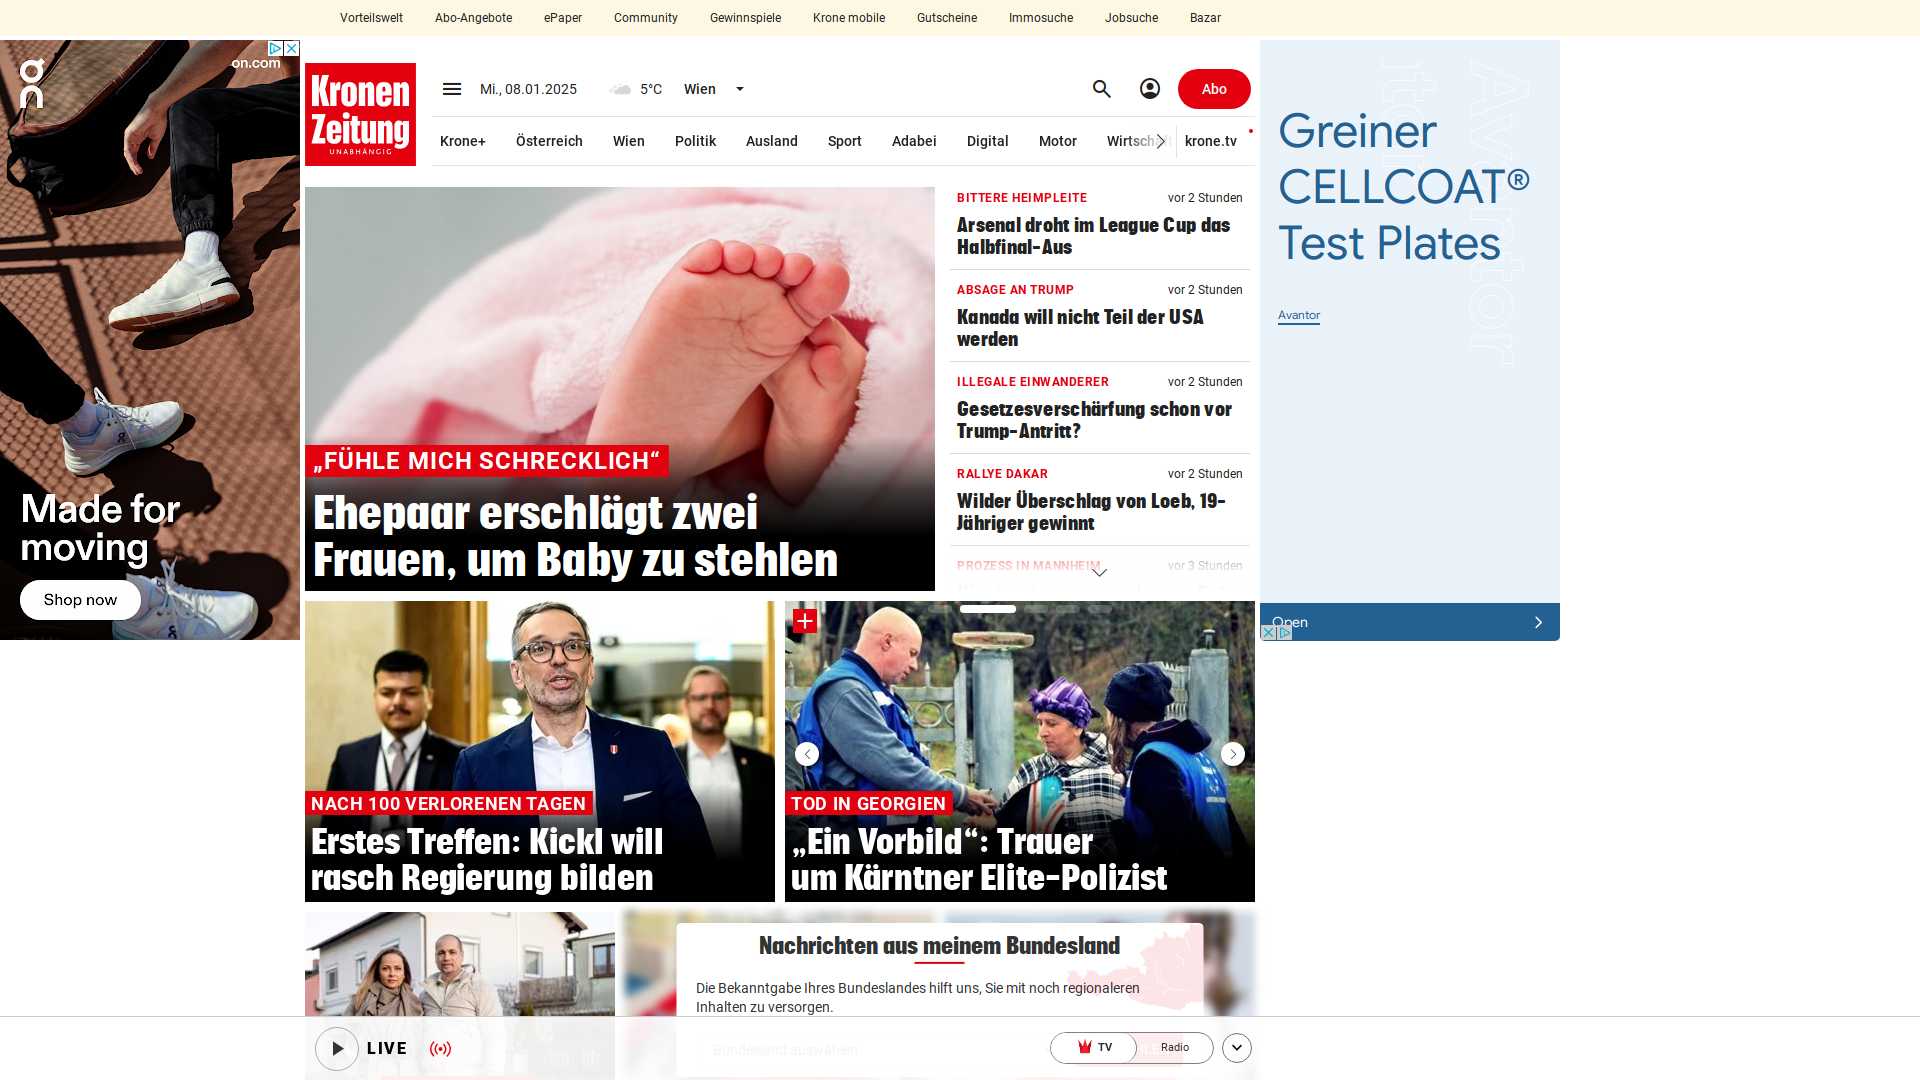 Vorteilswelt
Abo-Angebote
ePaper
Community
Gewinnspiele
Krone mobile
Gutscheine
Immosuche
Jobsuche
Bazar
on.com
Made for
moving
Shop now
Kronen
Zeitung
UNABHÄNGIG
Mi., 08.01.2025
5°C
Wien
Abo
Krone+
Österreich
Wien
Politik
Ausland
Sport
Adabei
Digital
Motor
krone.tv
„FÜHLE MICH SCHRECKLICH“
Ehepaar erschlägt zwei
Frauen, um Baby zu stehlen
BITTERE HEIMPLEITE
vor 2 Stunden
Arsenal droht im League Cup das
Halbfinal-Aus
ABSAGE AN TRUMP
vor 2 Stunden
Kanada will nicht Teil der USA
werden
ILLEGALE EINWANDERER
vor 2 Stunden
Gesetzesverschärfung schon vor
Trump-Antritt?
RALLYE DAKAR
vor 2 Stunden
Wilder Überschlag von Loeb, 19-
Jähriger gewinnt
PROZESS IN MANNHEIM
vor 3 Stunden
NACH 100 VERLORENEN TAGEN
Erstes Treffen: Kickl will
rasch Regierung bilden
TOD IN GEORGIEN
„Ein Vorbild“: Trauer
um Kärntner Elite-Polizist
Nachrichten aus meinem Bundesland
Die Bekanntgabe Ihres Bundeslandes hilft uns, Sie mit noch regionaleren
Inhalten zu versorgen.
Bundesland auswählen
LIVE
TV
Radio
Greiner
CELLCOAT®
Test Plates
Avantor
Avantor
Open